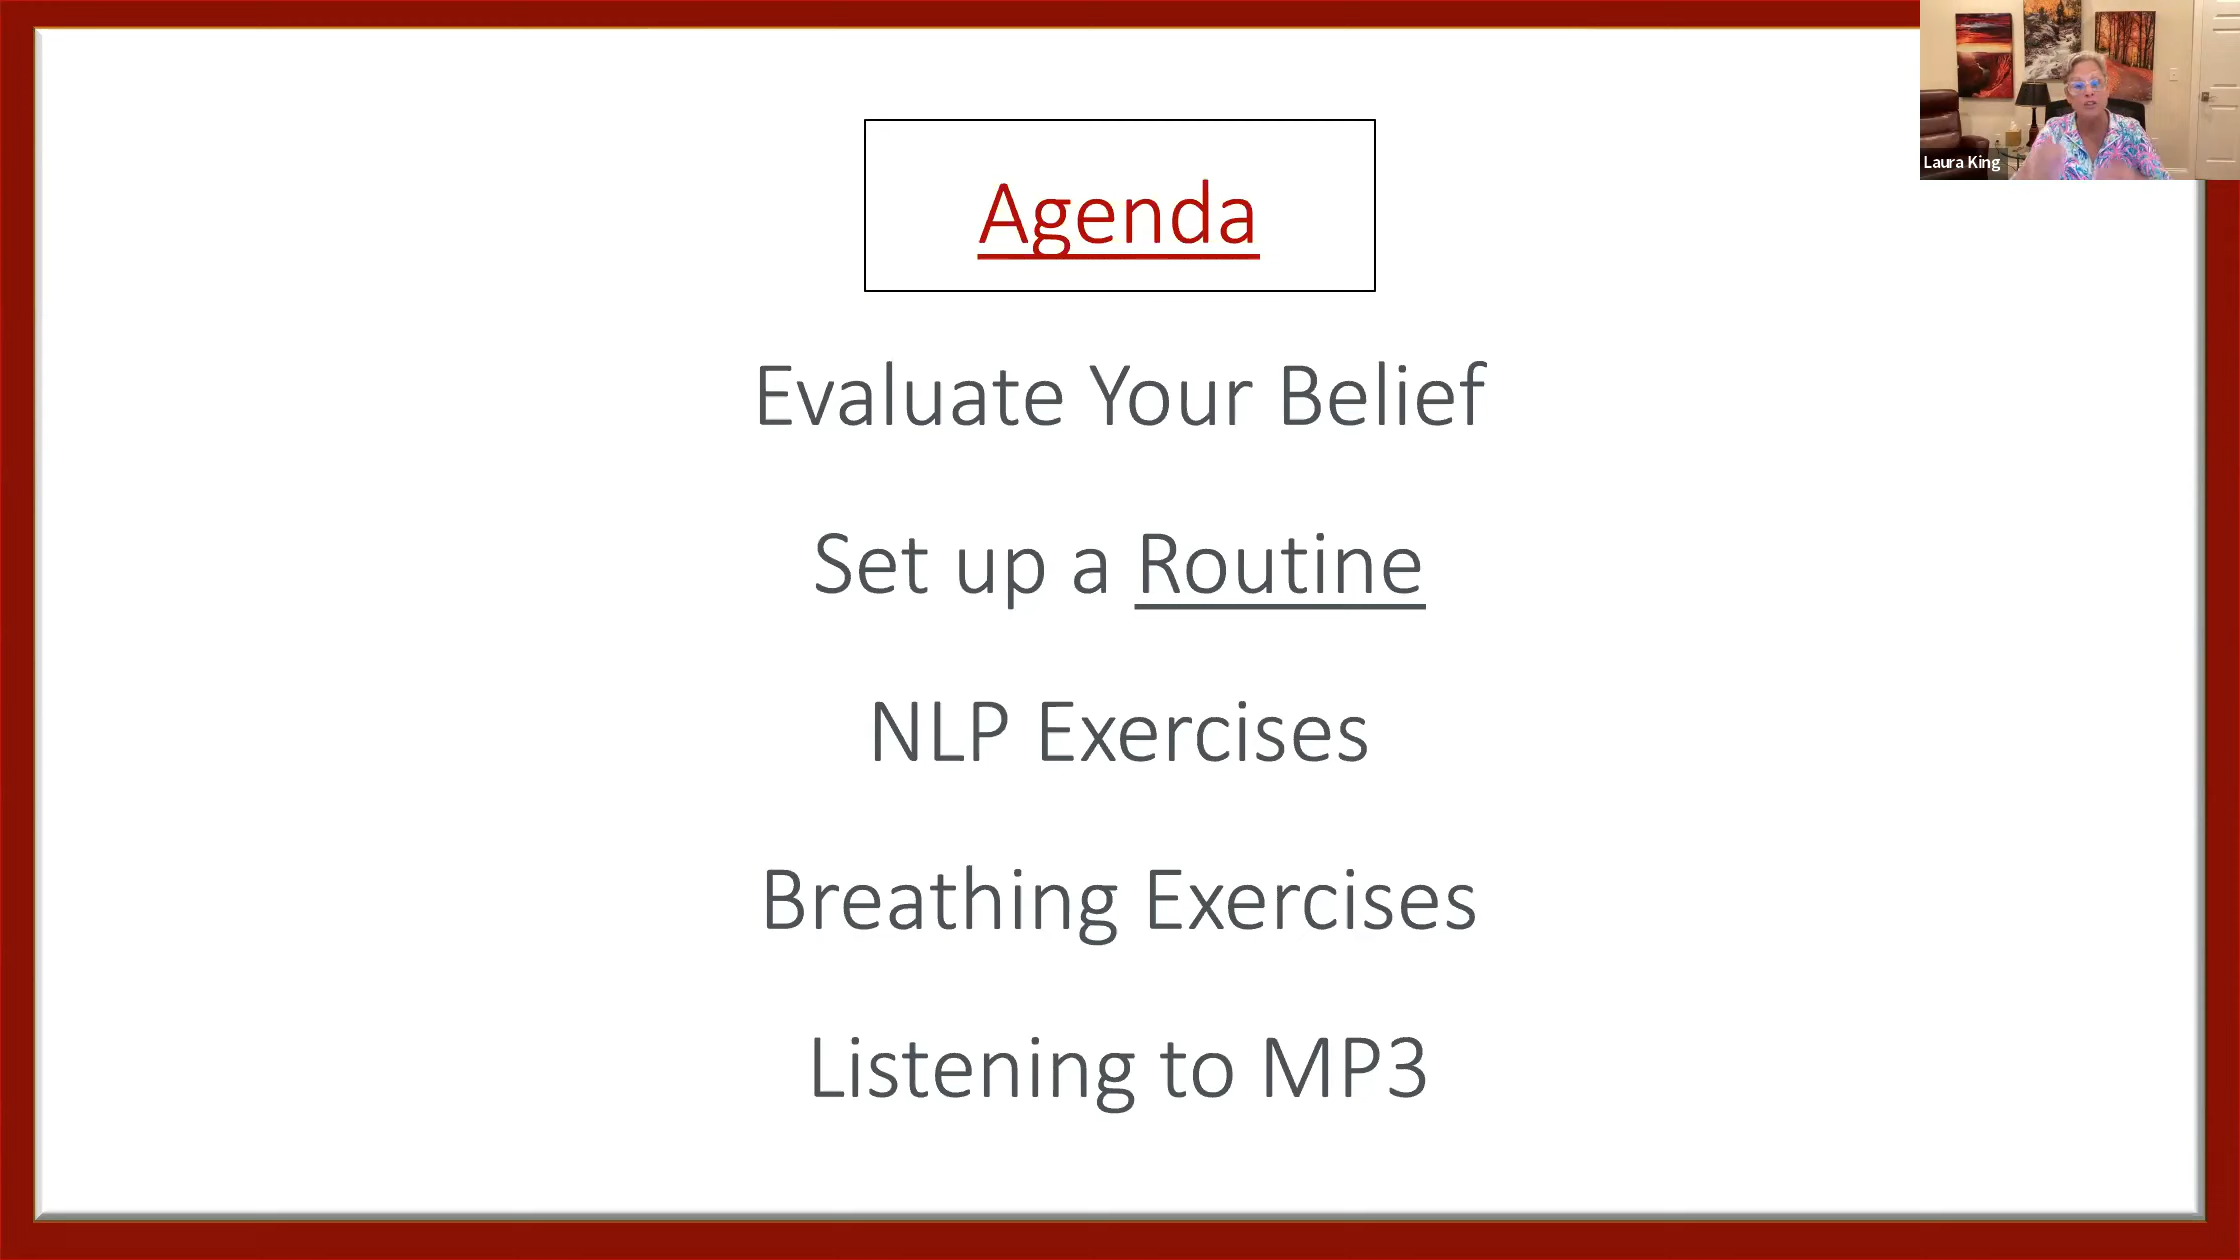 Agenda
Evaluate Your Belief
Set up a Routine
NLP Exercises
Breathing Exercises
Listening to MP3
Laura King